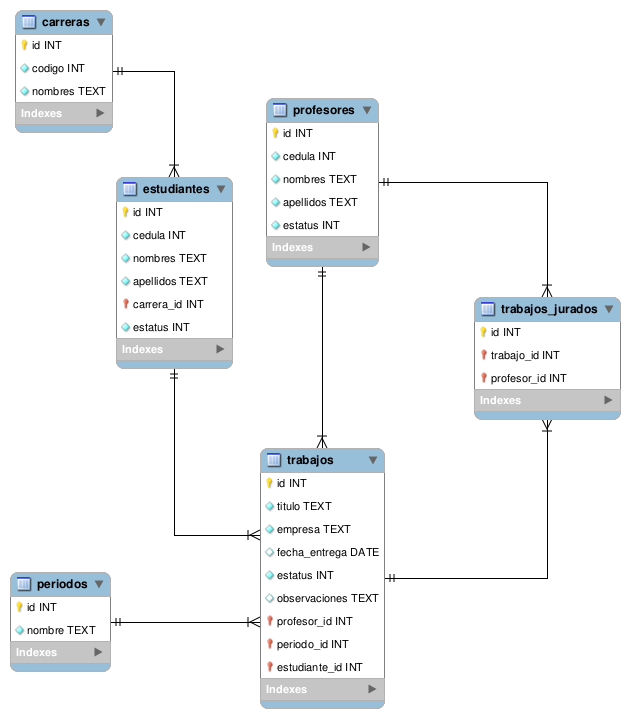 carreras
id INT
codigo INT
nombres TEXT
Indexes
profesores
id INT
cedula INT
nombres TEXT
apellidos TEXT
estatus INT
Indexes
estudiantes
id INT
cedula INT
nombres TEXT
apellidos TEXT
carrera_id INT
estatus INT
Indexes
trabajos_jurados
id INT
trabajo_id INT
profesor_id INT
Indexes
trabajos
id INT
titulo TEXT
empresa TEXT
fecha_entrega DATE
estatus INT
observaciones TEXT
profesor_id INT
periodo_id INT
estudiante_id INT
Indexes
periodos
id INT
nombre TEXT
Indexes